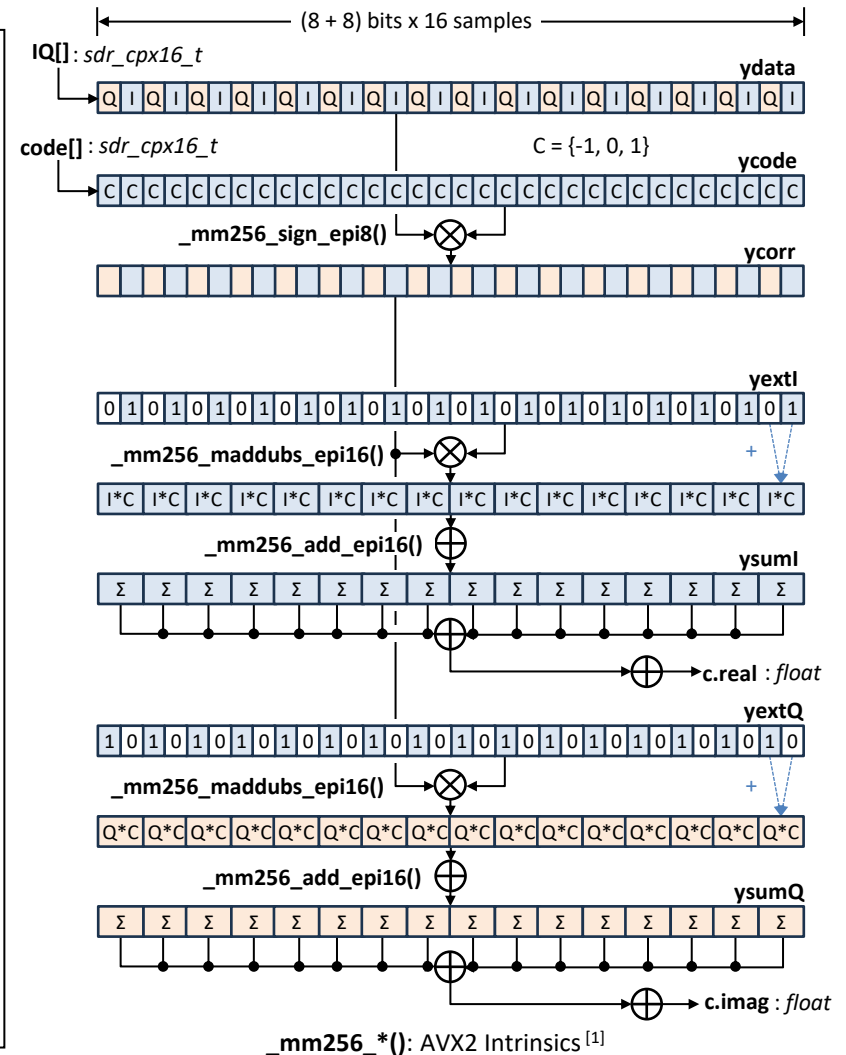 (8 + 8) bits x 16 samples
IQ[] : sdr_cpx16_t
ydata
Q I Q I Q I Q I Q I Q I Q I Q I Q I Q I Q I Q I Q I Q I Q I Q I
code[] : sdr_cpx16_t
C = {-1, 0, 1}
ycode
C C C C C C C C C C C C C C C C C C C C C C C C C C C C C C C C
_mm256_sign_epi8()
ycorr
yextI
0 1 0 1 0 1 0 1 0 1 0 1 0 1 0 1 0 1 0 1 0 1 0 1 0 1 0 1 0 1 0 1
_mm256_maddubs_epi16()
+
I*C I*C I*C I*C I*C I*C I*C I*C I*C I*C I*C I*C I*C I*C I*C I*C
_mm256_add_epi16()
ysumI
Σ Σ Σ Σ Σ Σ Σ Σ Σ Σ Σ Σ Σ Σ Σ Σ
c.real : float
yextQ
1 0 1 0 1 0 1 0 1 0 1 0 1 0 1 0 1 0 1 0 1 0 1 0 1 0 1 0 1 0 1 0
_mm256_maddubs_epi16()
+
Q*C Q*C Q*C Q*C Q*C Q*C Q*C Q*C Q*C Q*C Q*C Q*C Q*C Q*C Q*C Q*C
_mm256_add_epi16()
ysumQ
Σ Σ Σ Σ Σ Σ Σ Σ Σ Σ Σ Σ Σ Σ Σ Σ
c.imag : float
_mm256_*(): AVX2 Intrinsics [1]